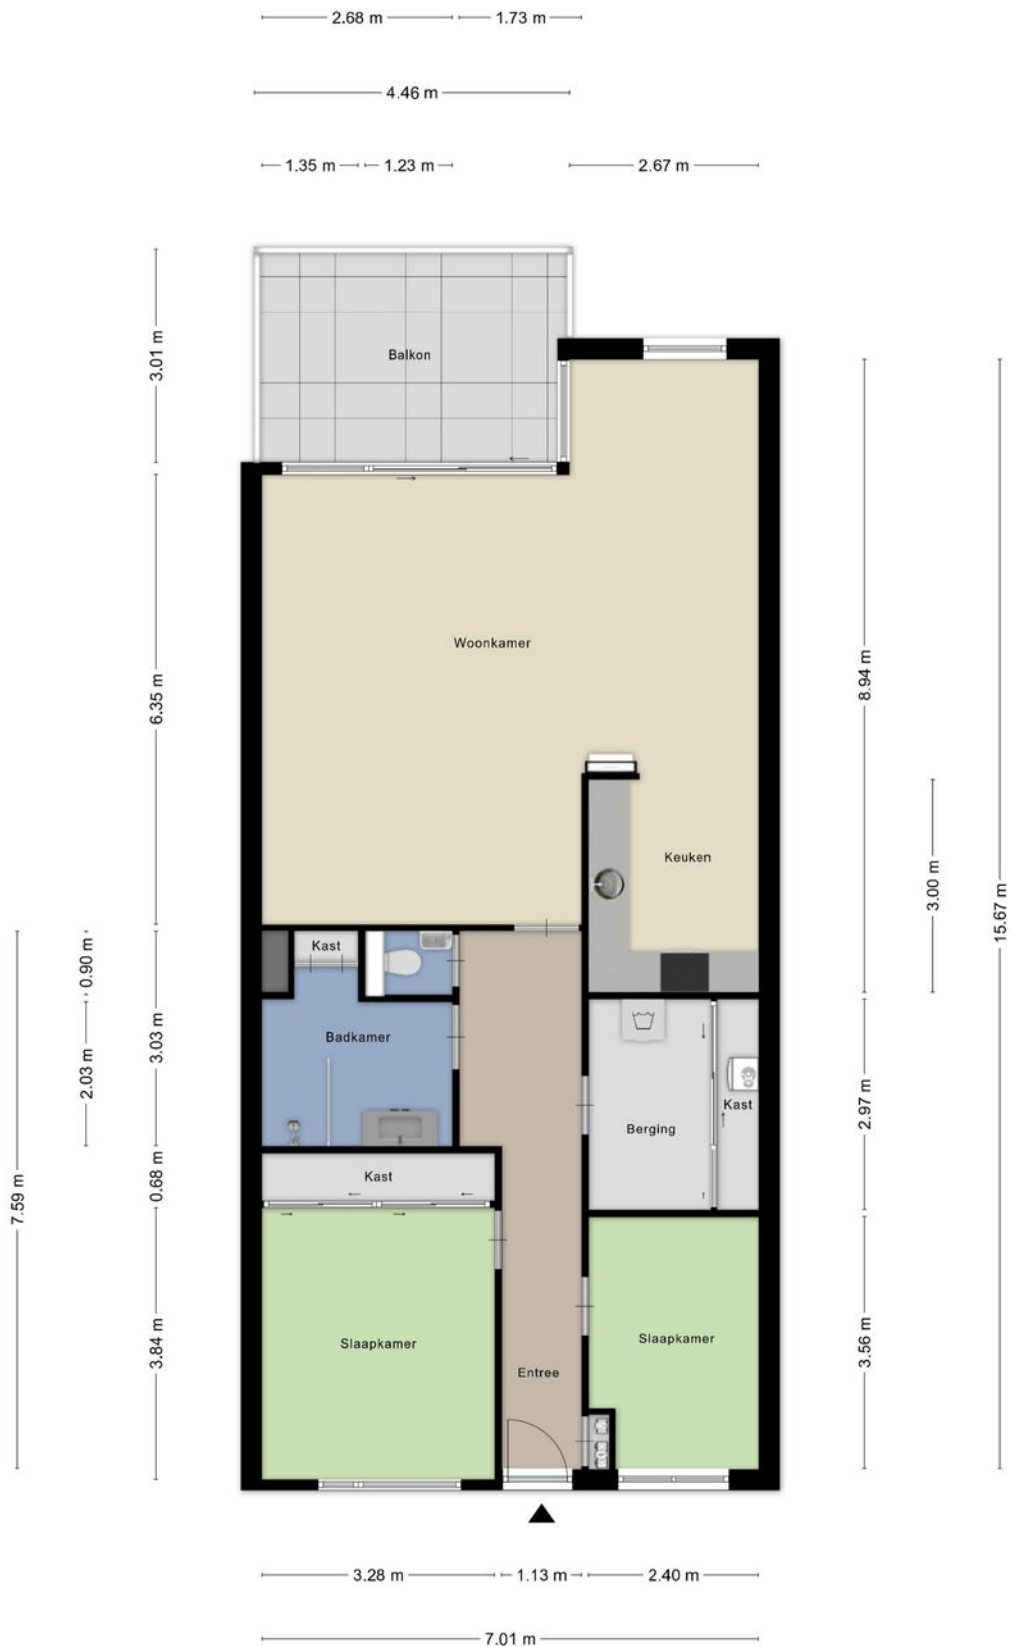 2.68 m
1.73 m
4.46 m
1.35 m
1.23 m
2.67 m
3.01 m
Balkon
6.35 m
Woonkamer
8.94 m
Keuken
3.00 m
15.67 m
0.90 m
Kast
3.03 m
Badkamer
2.03 m
Kast
2.97 m
Berging
7.59 m
0.68 m
Kast
3.84 m
Slaapkamer
Slaapkamer
3.56 m
Entree
3.28 m
1.13 m
2.40 m
7.01 m